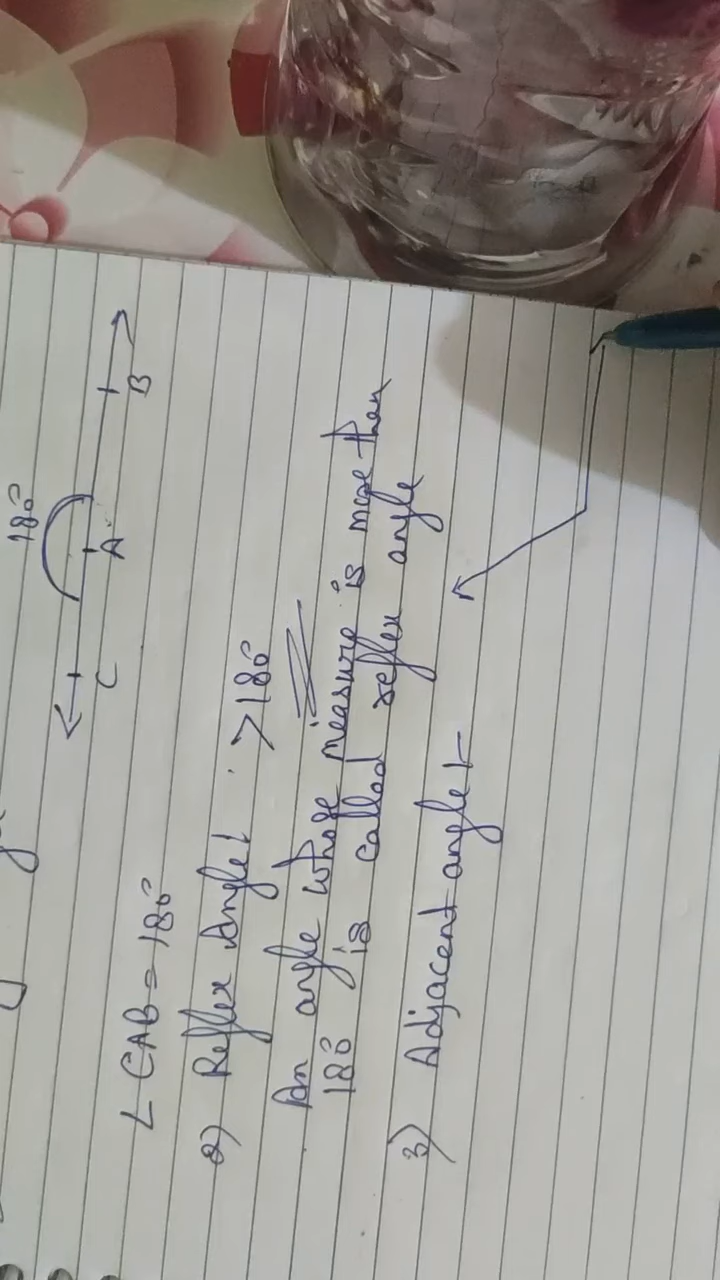 180°
C A B
∠CAB = 180°
2) Reflex Angle! >180°
An angle whose measure is more then
180° is called reflex angle
3) Adjacent angle!-